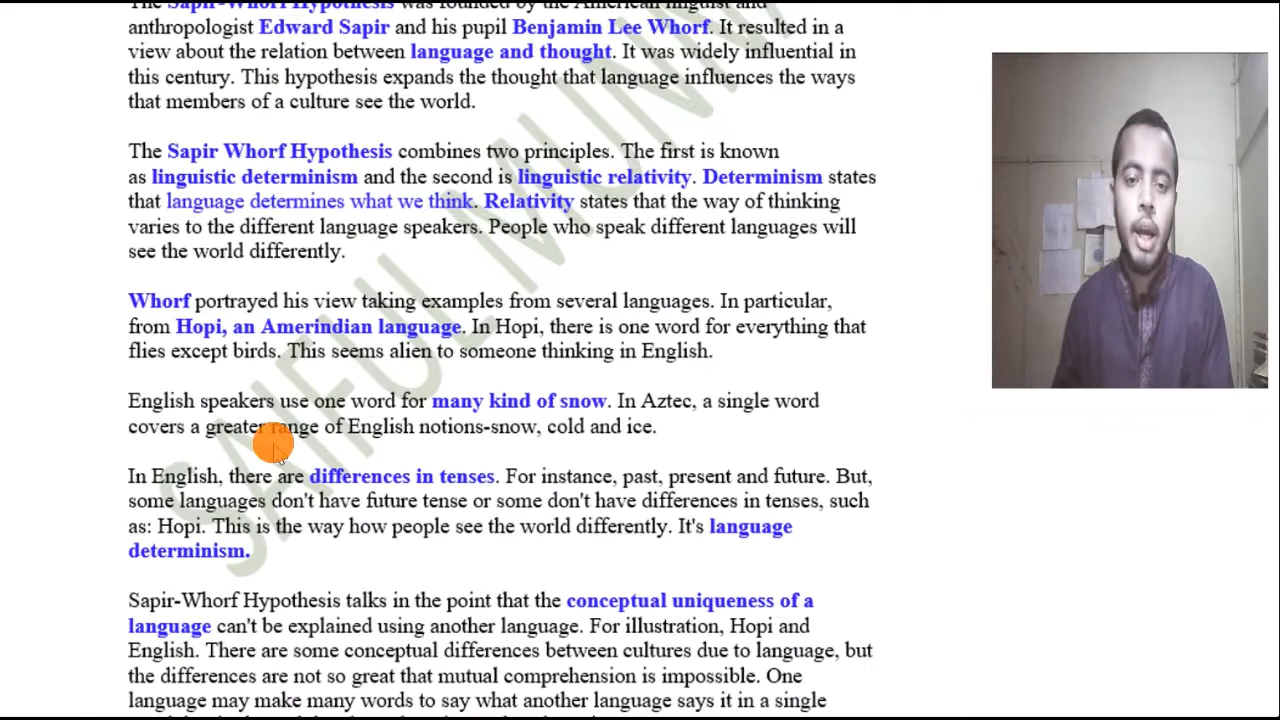 The Sapir-Whorf Hypothesis was founded by the American linguist and
anthropologist Edward Sapir and his pupil Benjamin Lee Whorf. It resulted in a
view about the relation between language and thought. It was widely influential in
this century. This hypothesis expands the thought that language influences the ways
that members of a culture see the world.
The Sapir Whorf Hypothesis combines two principles. The first is known
as linguistic determinism and the second is linguistic relativity. Determinism states
that language determines what we think. Relativity states that the way of thinking
varies to the different language speakers. People who speak different languages will
see the world differently.
Whorf portrayed his view taking examples from several languages. In particular,
from Hopi, an Amerindian language. In Hopi, there is one word for everything that
flies except birds. This seems alien to someone thinking in English.
English speakers use one word for many kind of snow. In Aztec, a single word
covers a greater range of English notions-snow, cold and ice.
In English, there are differences in tenses. For instance, past, present and future. But,
some languages don't have future tense or some don't have differences in tenses, such
as: Hopi. This is the way how people see the world differently. It's language
determinism.
Sapir-Whorf Hypothesis talks in the point that the conceptual uniqueness of a
language can't be explained using another language. For illustration, Hopi and
English. There are some conceptual differences between cultures due to language, but
the differences are not so great that mutual comprehension is impossible. One
language may make many words to say what another language says it in a single
SAIFUL MUNN